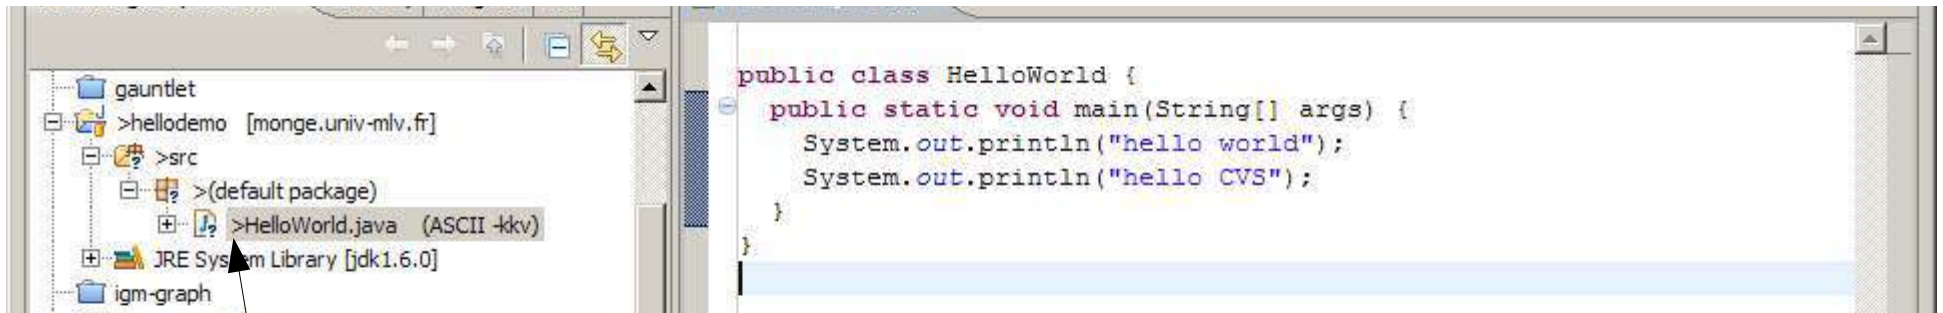 gauntlet
>hellodemo [monge.univ-mlv.fr]
>src
>(default package)
>HelloWorld.java (ASCII -kkv)
JRE System Library [jdk1.6.0]
igm-graph
public class HelloWorld {
public static void main(String[] args) {
System.out.println("hello world");
System.out.println("hello CVS");
}
}